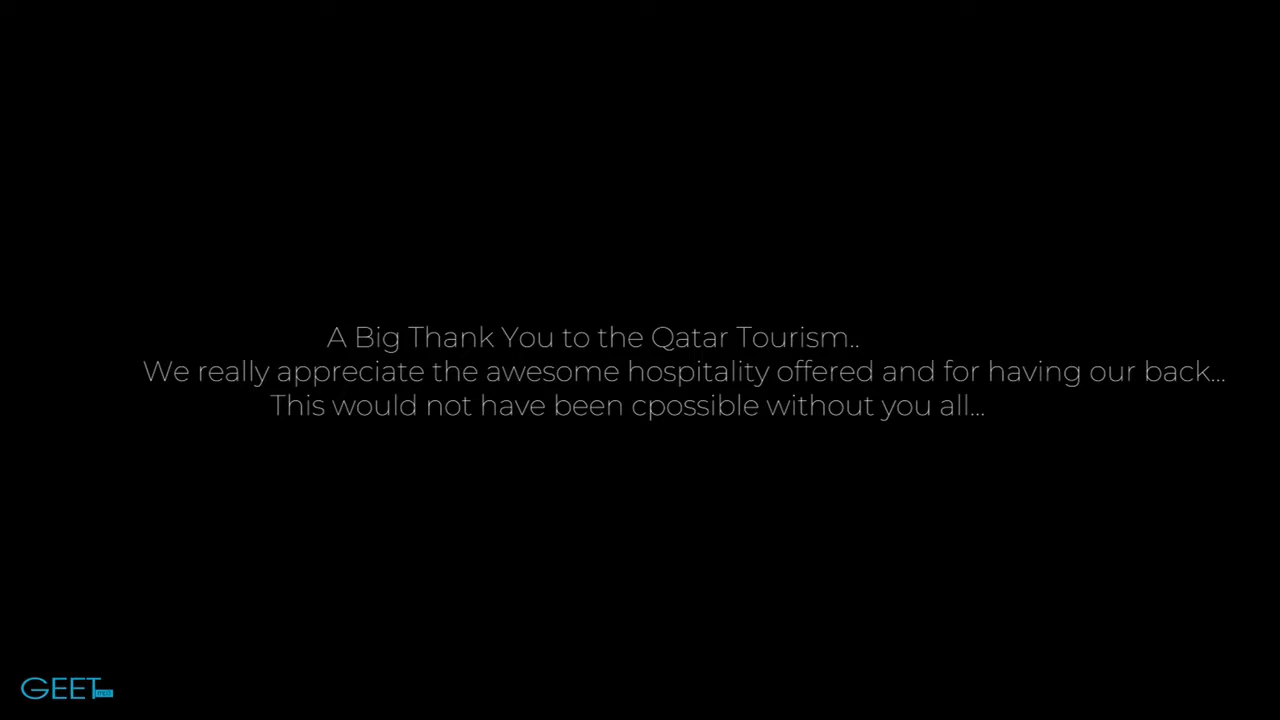 A Big Thank You to the Qatar Tourism..
We really appreciate the awesome hospitality offered and for having our back...
This would not have been cpossible without you all...
GEET